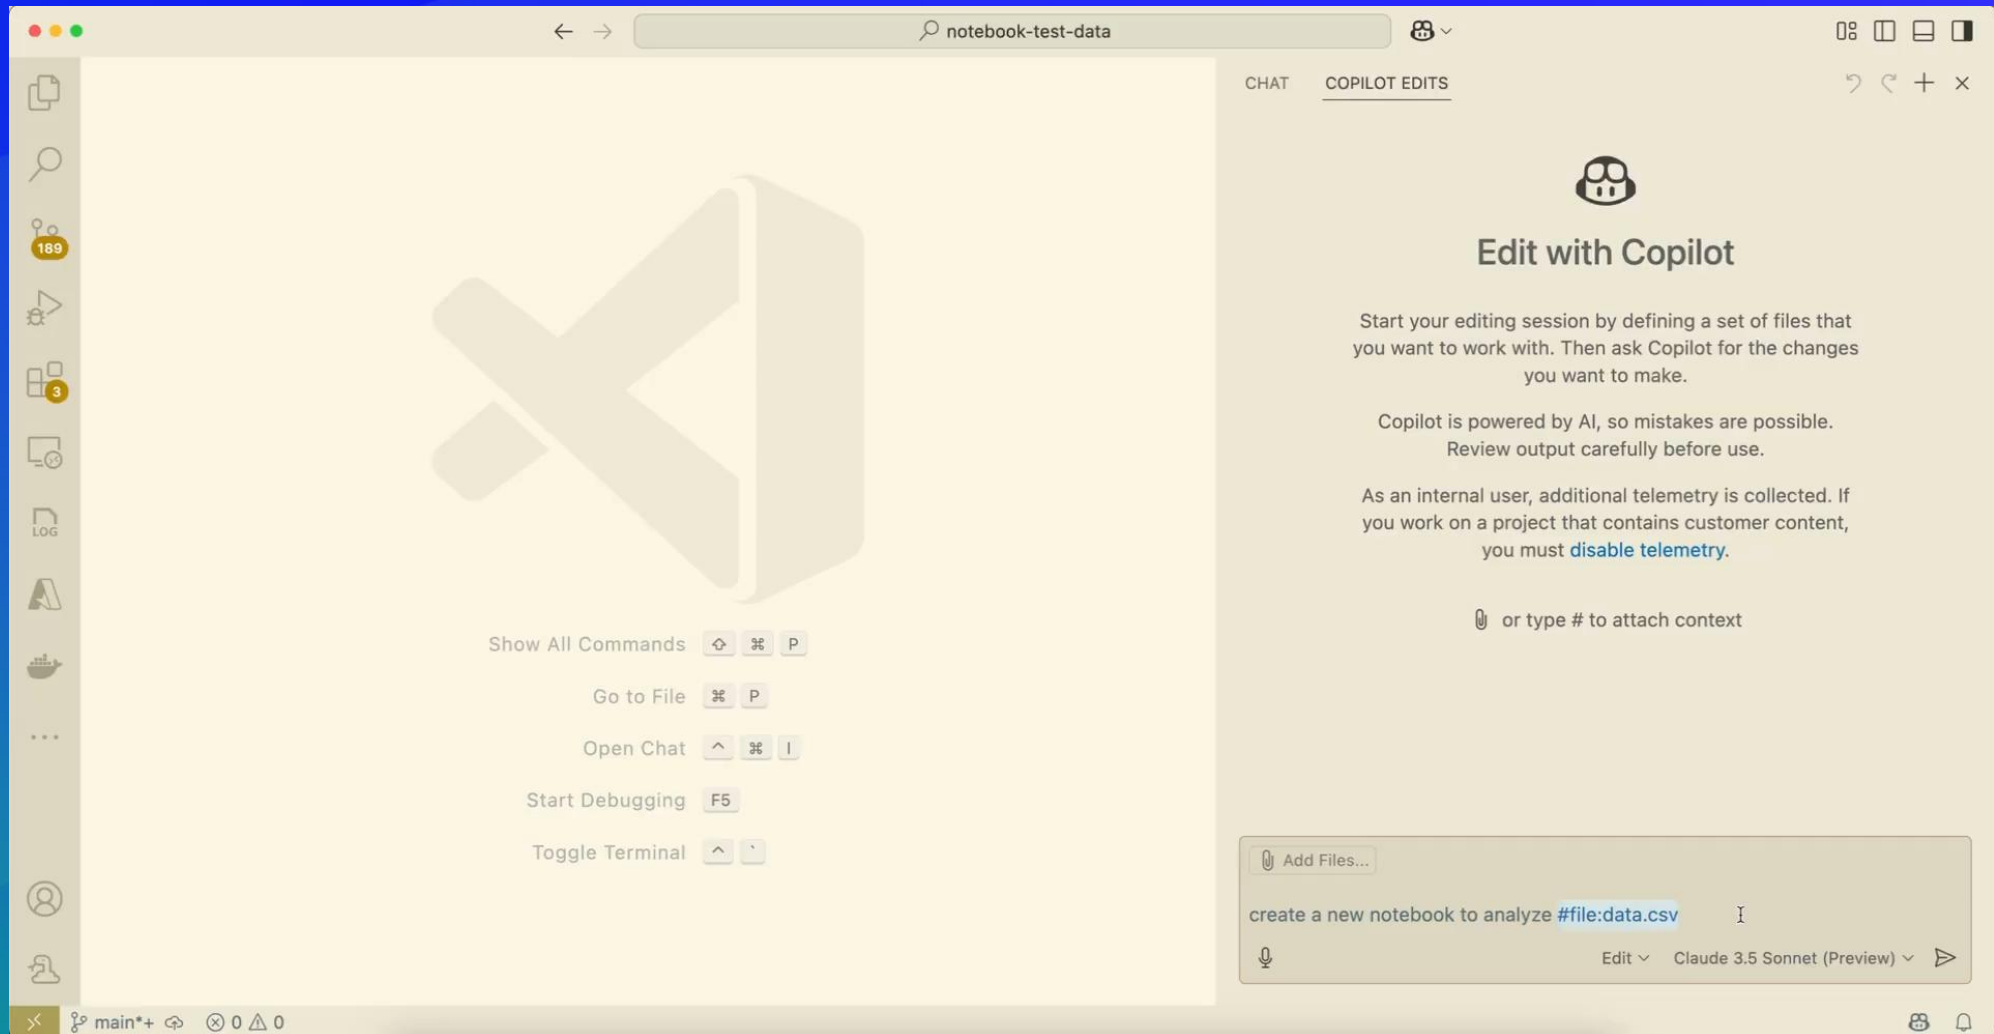 notebook-test-data
CHAT
COPILOT EDITS
189
3
LOG
Edit with Copilot
Start your editing session by defining a set of files that
you want to work with. Then ask Copilot for the changes
you want to make.
Copilot is powered by AI, so mistakes are possible.
Review output carefully before use.
As an internal user, additional telemetry is collected. If
you work on a project that contains customer content,
you must disable telemetry.
or type # to attach context
Show All Commands ⇧ ⌘ P
Go to File ⌘ P
Open Chat ^ ⌘ I
Start Debugging F5
Toggle Terminal ^ `
Add Files...
create a new notebook to analyze #file:data.csv
Edit
Claude 3.5 Sonnet (Preview)
main*+
0
0